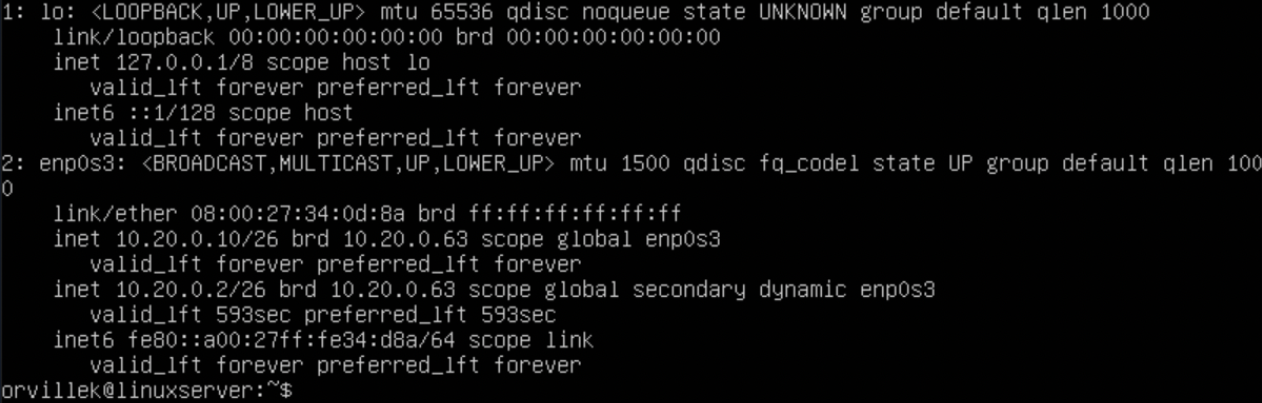 1: lo: <LOOPBACK,UP,LOWER_UP> mtu 65536 qdisc noqueue state UNKNOWN group default qlen 1000
    link/loopback 00:00:00:00:00:00 brd 00:00:00:00:00:00
    inet 127.0.0.1/8 scope host lo
       valid_lft forever preferred_lft forever
    inet6 ::1/128 scope host
       valid_lft forever preferred_lft forever
2: enp0s3: <BROADCAST,MULTICAST,UP,LOWER_UP> mtu 1500 qdisc fq_codel state UP group default qlen 100
0
    link/ether 08:00:27:34:0d:8a brd ff:ff:ff:ff:ff:ff
    inet 10.20.0.10/26 brd 10.20.0.63 scope global enp0s3
       valid_lft forever preferred_lft forever
    inet 10.20.0.2/26 brd 10.20.0.63 scope global secondary dynamic enp0s3
       valid_lft 593sec preferred_lft 593sec
    inet6 fe80::a00:27ff:fe34:d8a/64 scope link
       valid_lft forever preferred_lft forever
orvillek@linuxserver:~$